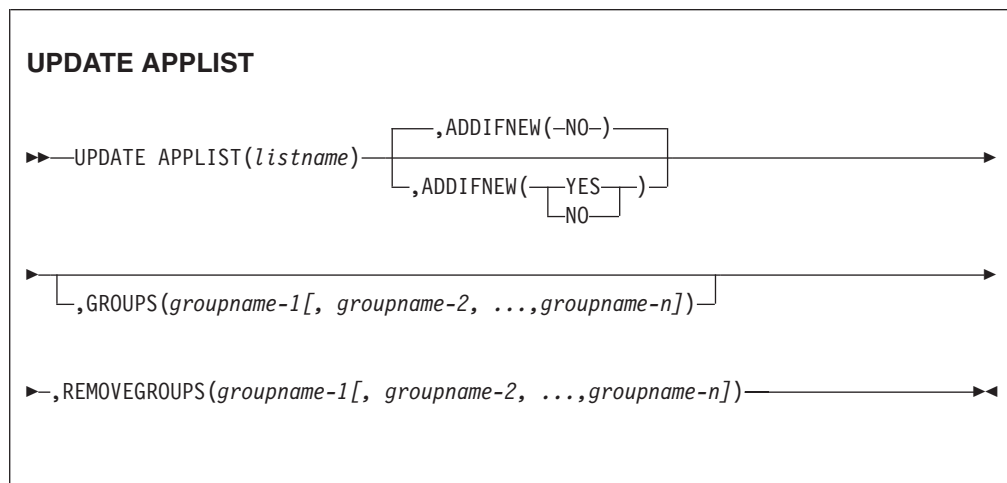 UPDATE APPLIST
,ADDIFNEW(NO)
UPDATE APPLIST(listname)
,ADDIFNEW(YES)
NO
,GROUPS(groupname-1[, groupname-2, ...,groupname-n])
,REMOVEGROUPS(groupname-1[, groupname-2, ...,groupname-n])